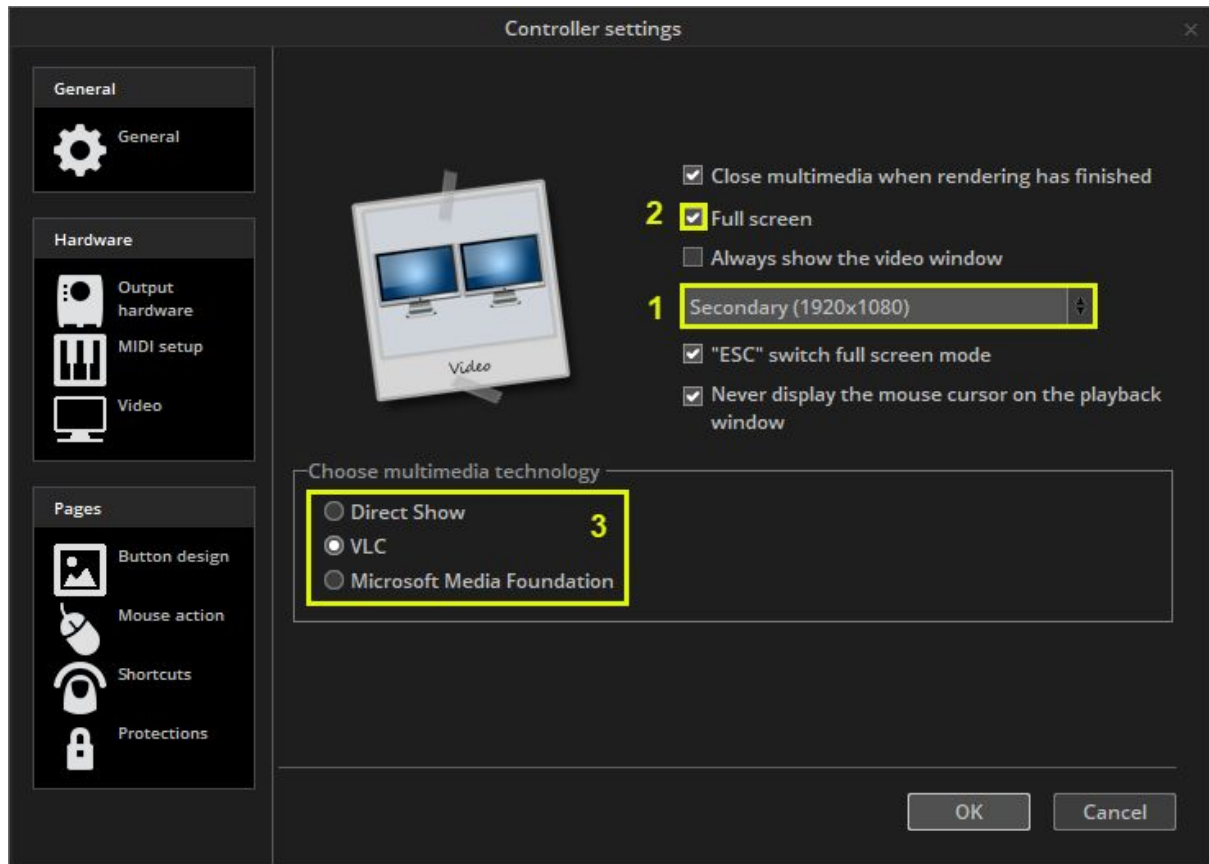 Controller settings
General
General
Hardware
Output
hardware
MIDI setup
Video
Pages
Button design
Mouse action
Shortcuts
Protections
Video
Close multimedia when rendering has finished
2 Full screen
Always show the video window
1 Secondary (1920x1080)
"ESC" switch full screen mode
Never display the mouse cursor on the playback
window
Choose multimedia technology
Direct Show
3
VLC
Microsoft Media Foundation
OK Cancel